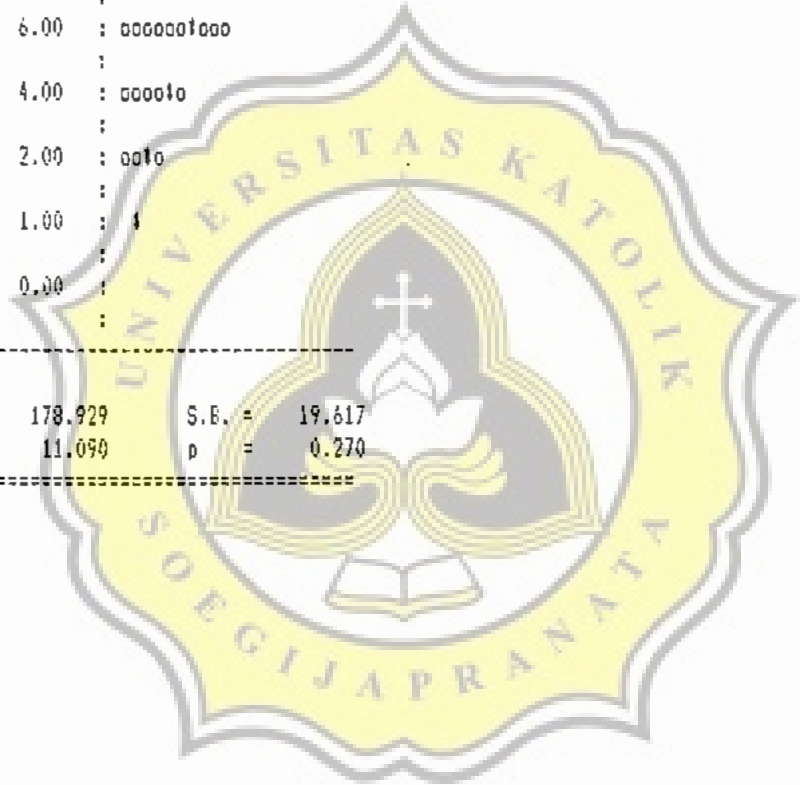 6.00 : ooooooo*ooo
:
4.00 : oooo*o
:
2.00 : oo*o
:
1.00 : *
:
0.00 :
:
--------------------------------
178.929 S.B. = 19.617
11.090 p = 0.270
================================
UNIVERSITAS KATOLIK
SOEGIJAPRANATA